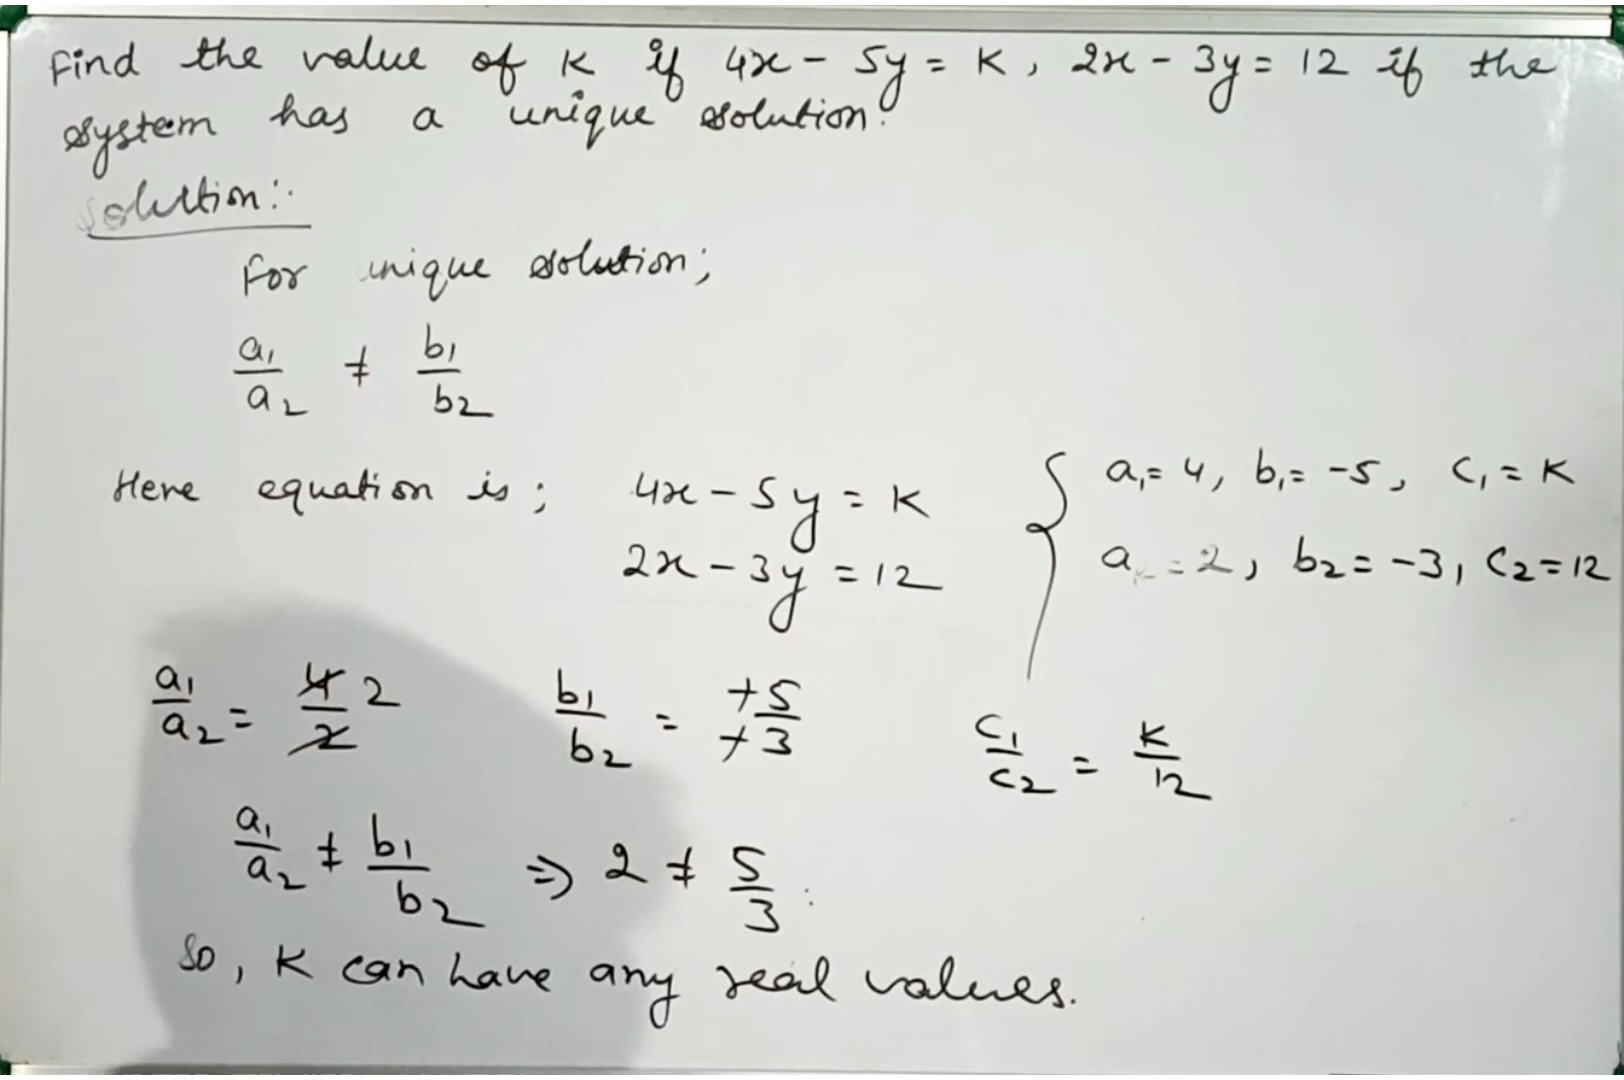 Find the value of K if 4x - 5y = K, 2x - 3y = 12 if the
system has a unique solution.
Solution:
For unique solution;
a₁/a₂ ≠ b₁/b₂
Here equation is; 4x - 5y = K { a₁ = 4, b₁ = -5, c₁ = K
2x - 3y = 12 a₂ = 2, b₂ = -3, c₂ = 12
a₁/a₂ = 4/2 2 b₁/b₂ = +5/+3 c₁/c₂ = K/12
a₁/a₂ ≠ b₁/b₂ ⇒ 2 ≠ 5/3
So, K can have any real values.